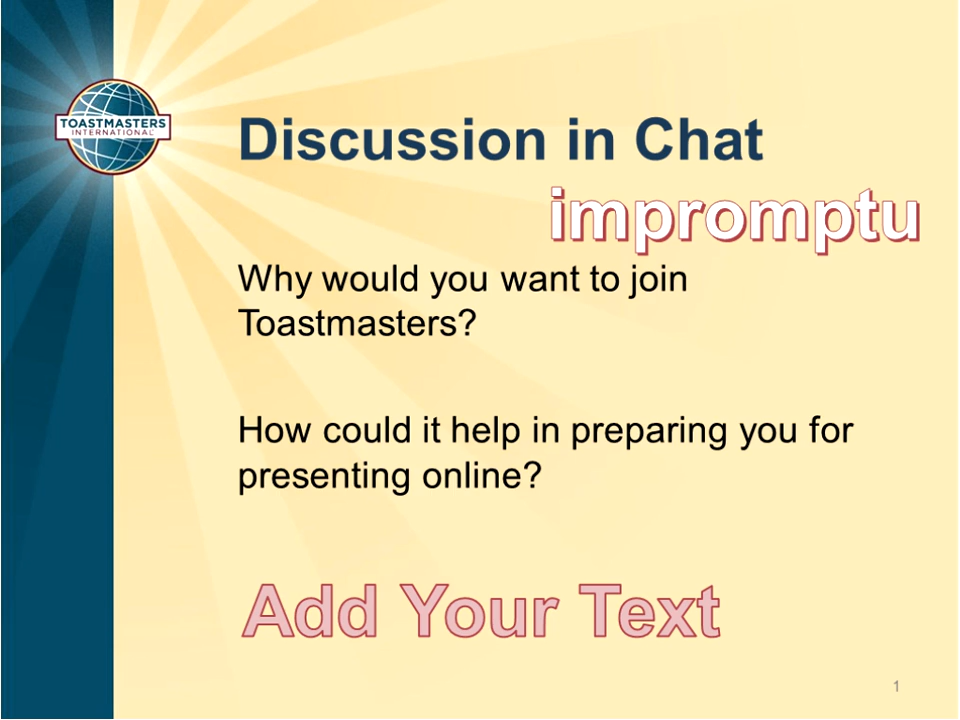 TOASTMASTERS
INTERNATIONAL
Discussion in Chat
impromptu
Why would you want to join
Toastmasters?
How could it help in preparing you for
presenting online?
Add Your Text
1